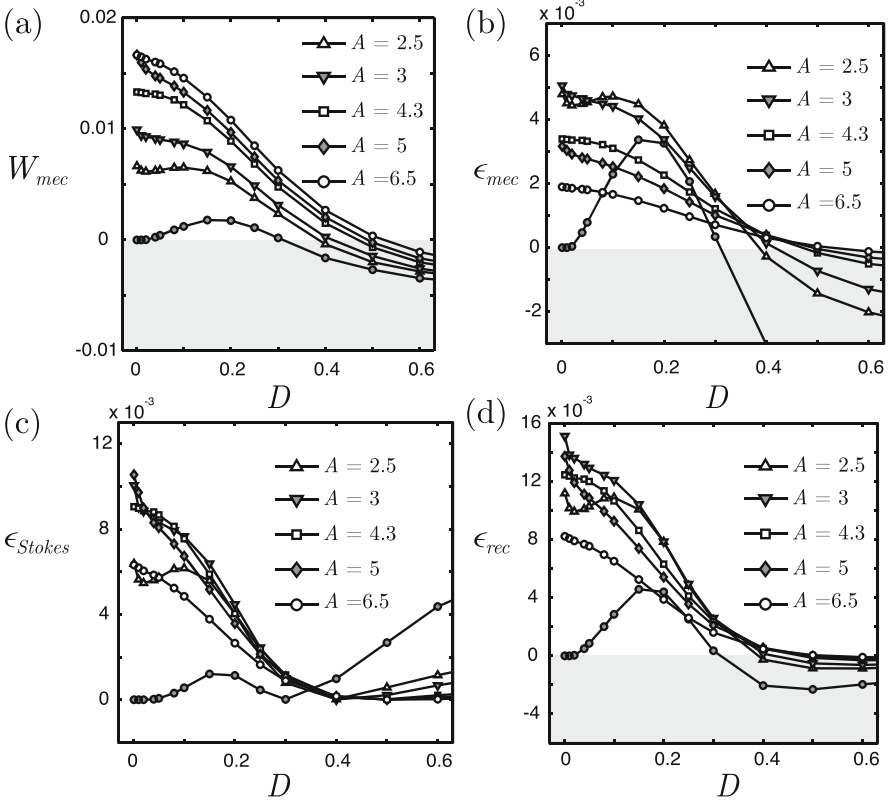 (a)
0.02
0.01
0
-0.01
W mec
A = 2.5
A = 3
A = 4.3
A = 5
A =6.5
0 0.2 0.4 0.6
D
(b)
x 10 -3
6
4
2
0
-2
ϵ mec
A = 2.5
A = 3
A = 4.3
A = 5
A =6.5
0 0.2 0.4 0.6
D
(c)
x 10 -3
12
8
4
0
ϵ Stokes
A = 2.5
A = 3
A = 4.3
A = 5
A =6.5
0 0.2 0.4 0.6
D
(d)
x 10 -3
16
12
8
4
0
-4
ϵ rec
A = 2.5
A = 3
A = 4.3
A = 5
A =6.5
0 0.2 0.4 0.6
D